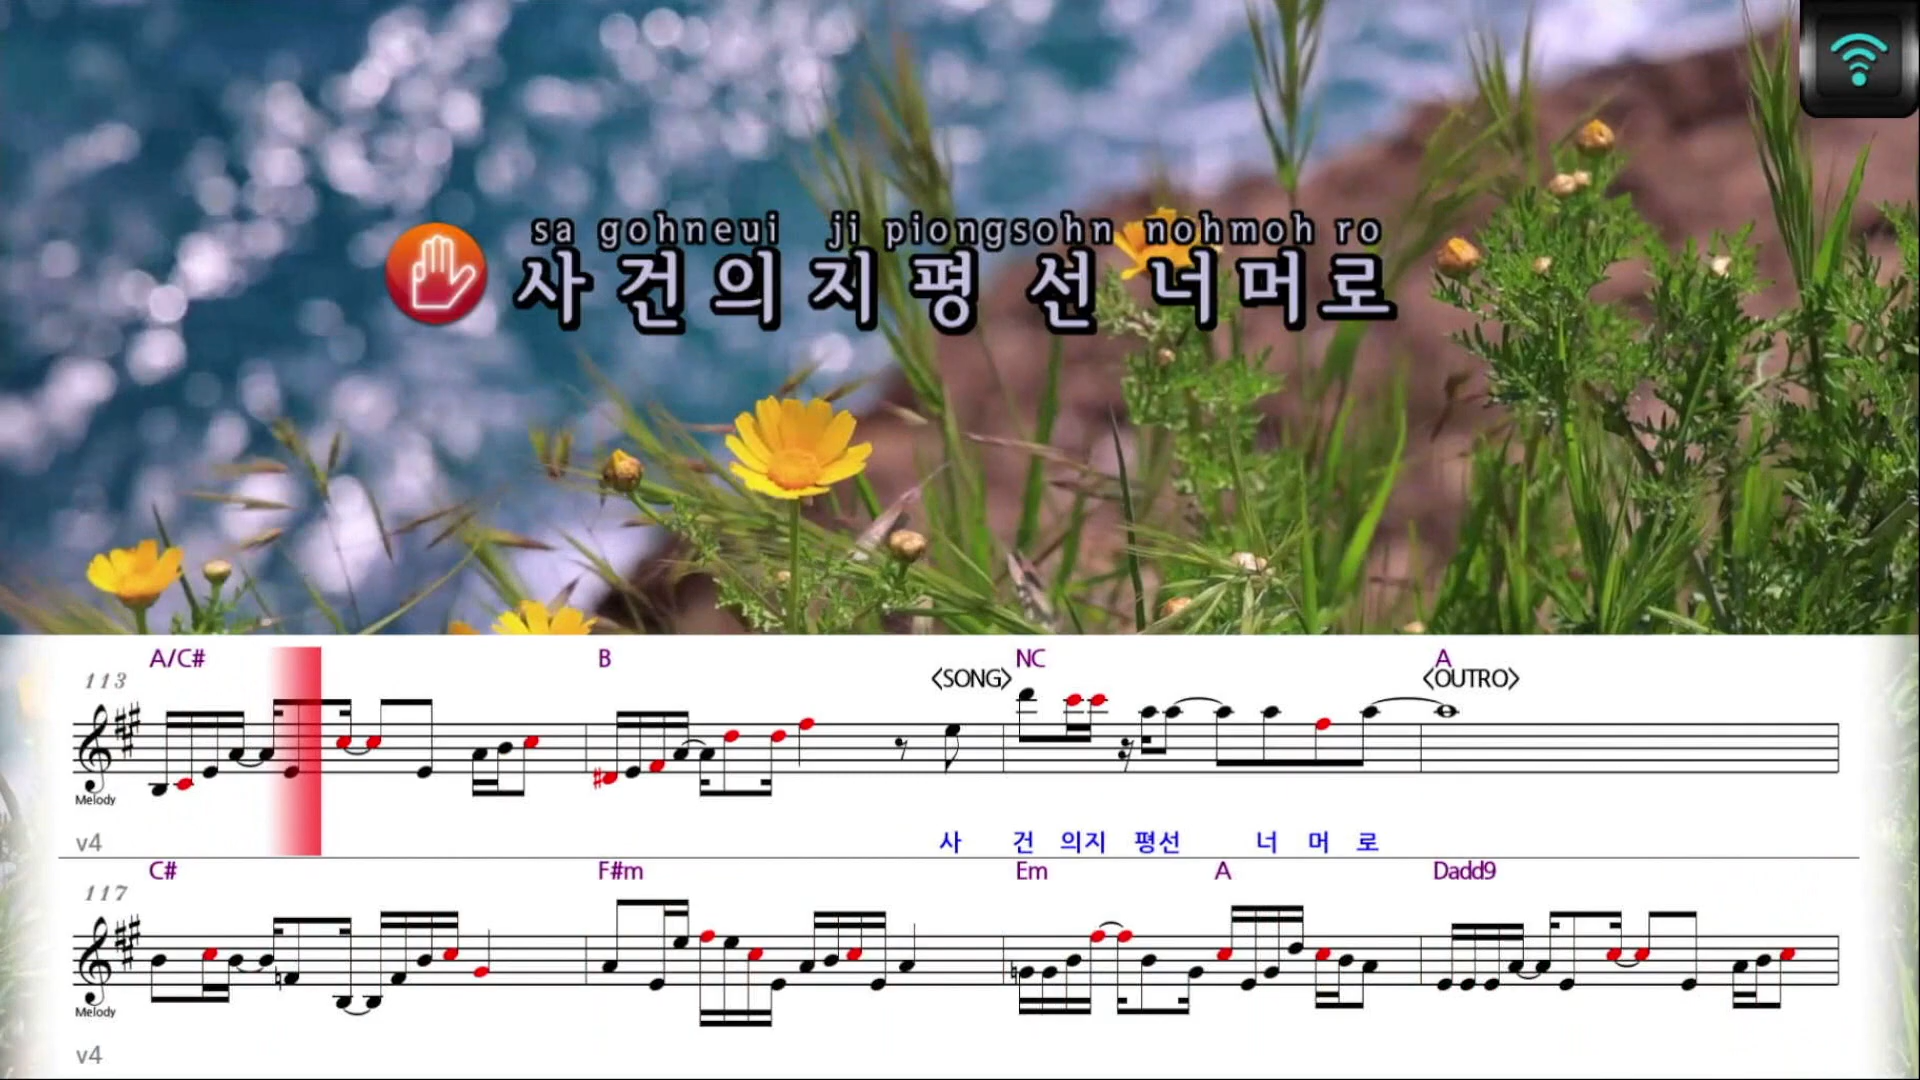 sa gohneui ji piongsohn nohmoh ro
사건의지평선 너머로
A/C# B NC A
113 <SONG> <OUTRO>
Melody
v4 사 건 의지 평선 너 머 로
C# F#m Em A Dadd9
117
Melody
v4